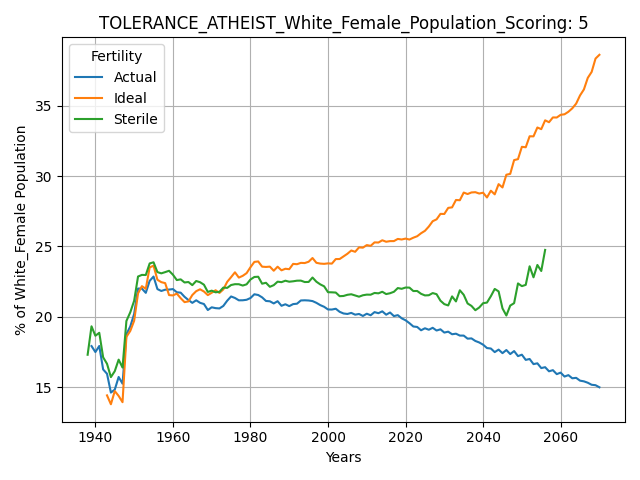 TOLERANCE_ATHEIST_White_Female_Population_Scoring: 5
Fertility
Actual
Ideal
Sterile
% of White_Female Population
35
30
25
20
15
1940 1960 1980 2000 2020 2040 2060
Years